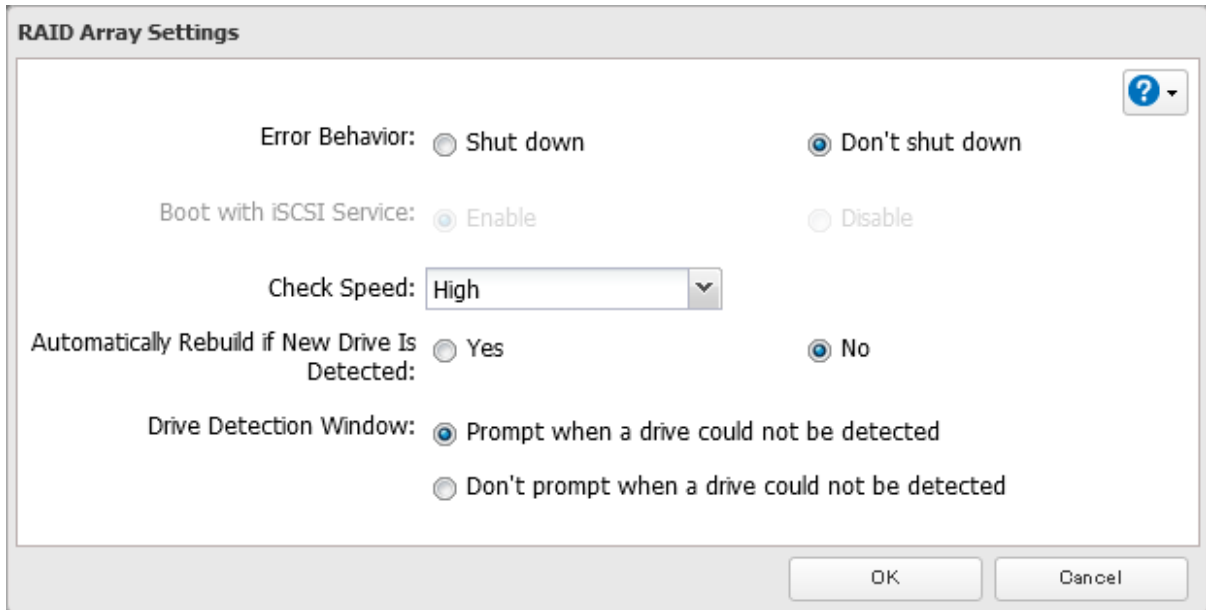 RAID Array Settings
?
Error Behavior: Shut down Don't shut down
Boot with iSCSI Service: Enable Disable
Check Speed: High
Automatically Rebuild if New Drive Is Yes No
Detected:
Drive Detection Window: Prompt when a drive could not be detected
Don't prompt when a drive could not be detected
OK Cancel